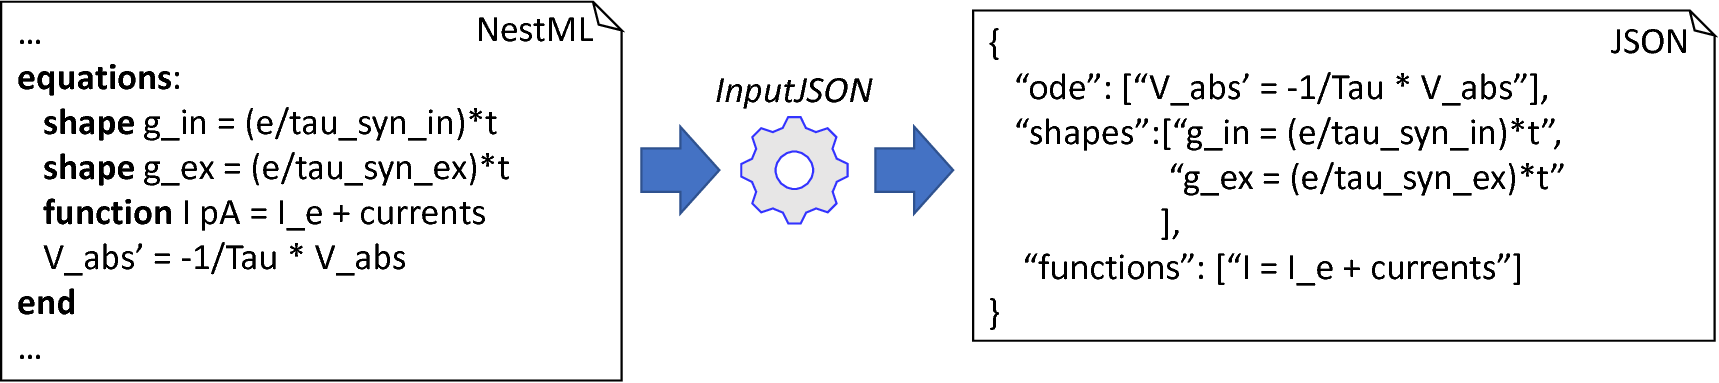 NestML
…
equations:
shape g_in = (e/tau_syn_in)*t
shape g_ex = (e/tau_syn_ex)*t
function I pA = I_e + currents
V_abs’ = -1/Tau * V_abs
end
…
InputJSON
JSON
{
“ode”: [“V_abs’ = -1/Tau * V_abs”],
“shapes”:[“g_in = (e/tau_syn_in)*t”,
“g_ex = (e/tau_syn_ex)*t”
],
“functions”: [“I = I_e + currents”]
}